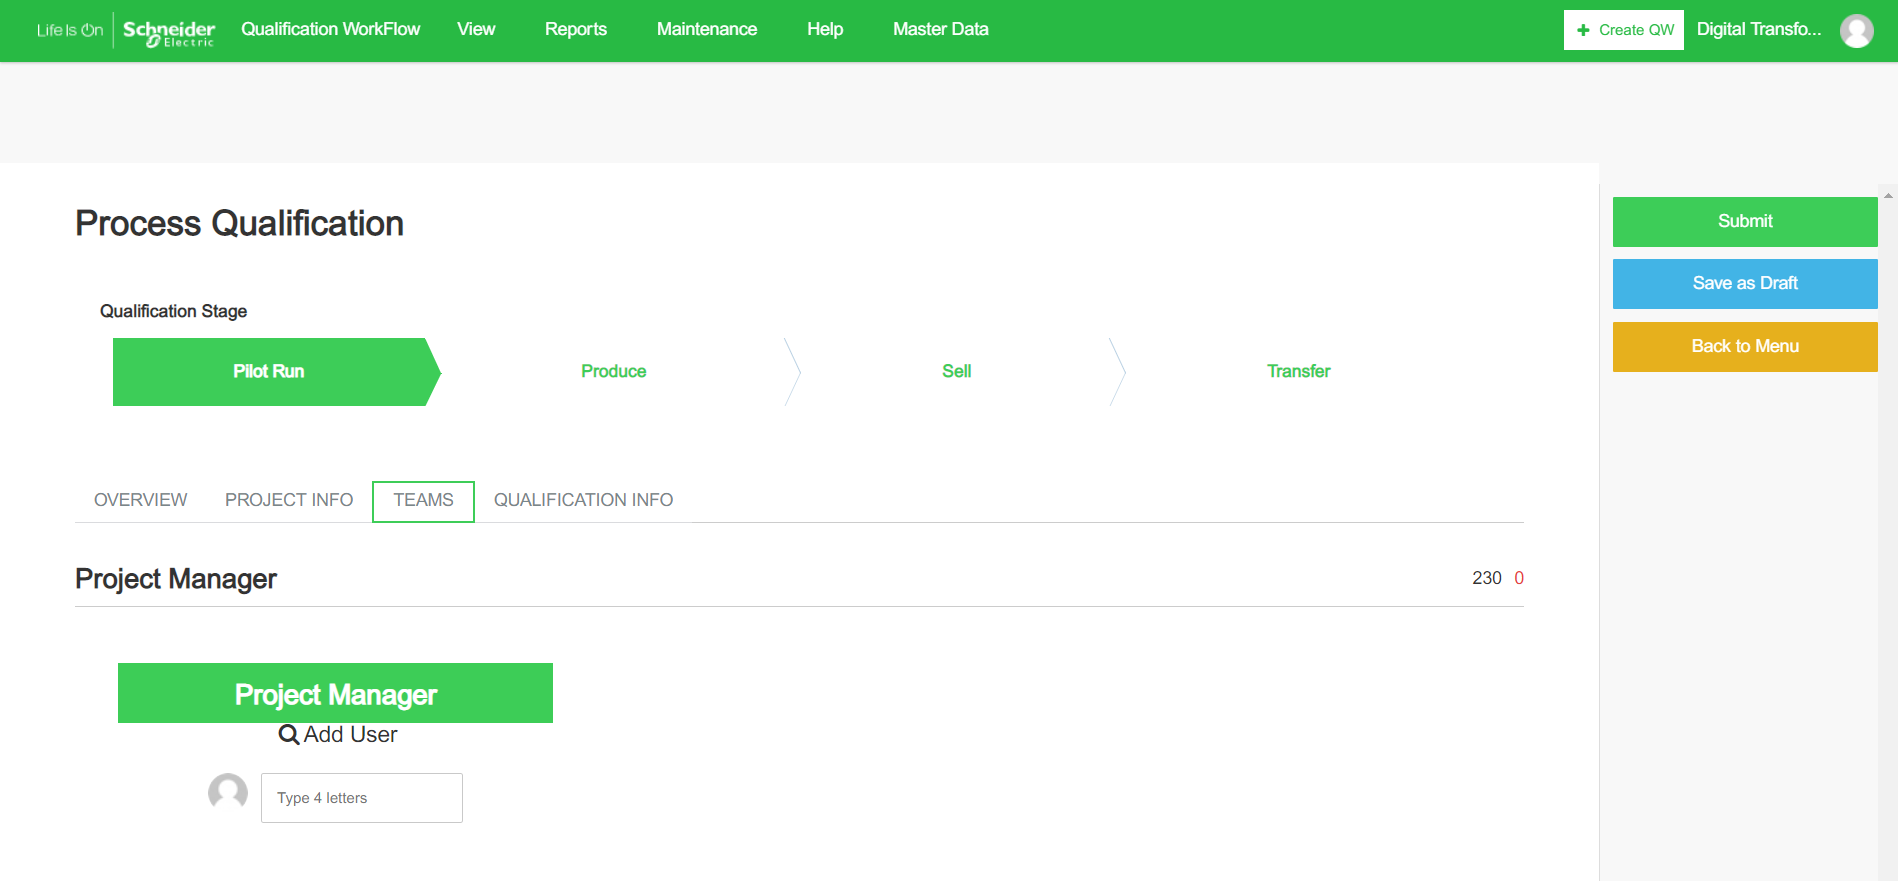 Life Is On Schneider Electric Qualification WorkFlow View Reports Maintenance Help Master Data Create QW Digital Transfo...
Process Qualification
Submit
Save as Draft
Back to Menu
Qualification Stage
Pilot Run Produce Sell Transfer
OVERVIEW PROJECT INFO TEAMS QUALIFICATION INFO
Project Manager 230 0
Project Manager
Add User
Type 4 letters